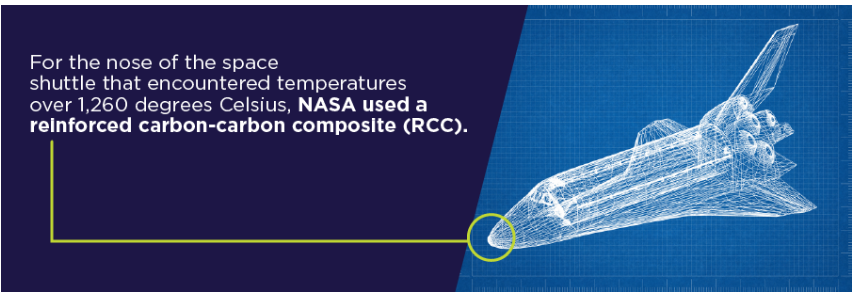 For the nose of the space
shuttle that encountered temperatures
over 1,260 degrees Celsius, NASA used a
reinforced carbon-carbon composite (RCC).